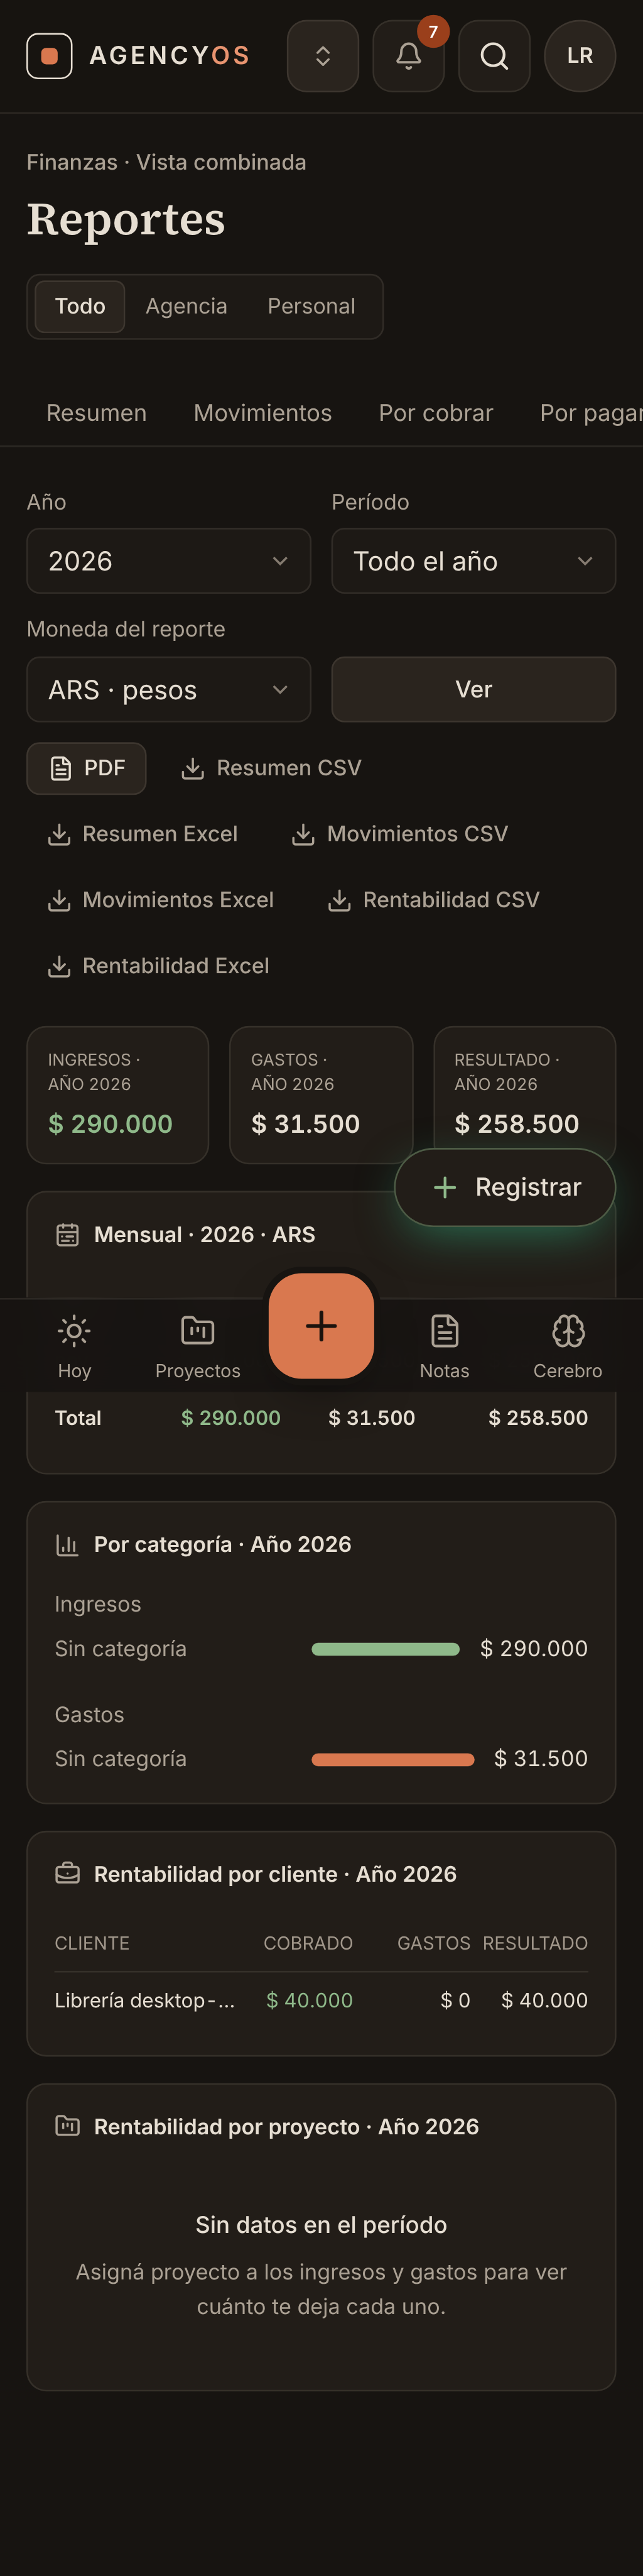 AGENCYOS
7
LR
Finanzas · Vista combinada
Reportes
Todo Agencia Personal
Resumen Movimientos Por cobrar Por pagar
Año Período
2026 Todo el año
Moneda del reporte
ARS · pesos Ver
PDF Resumen CSV
Resumen Excel Movimientos CSV
Movimientos Excel Rentabilidad CSV
Rentabilidad Excel
INGRESOS · GASTOS · RESULTADO ·
AÑO 2026 AÑO 2026 AÑO 2026
$ 290.000 $ 31.500 $ 258.500
Registrar
Mensual · 2026 · ARS
Hoy Proyectos Notas Cerebro
Total $ 290.000 $ 31.500 $ 258.500
Por categoría · Año 2026
Ingresos
Sin categoría $ 290.000
Gastos
Sin categoría $ 31.500
Rentabilidad por cliente · Año 2026
CLIENTE COBRADO GASTOS RESULTADO
Librería desktop-... $ 40.000 $ 0 $ 40.000
Rentabilidad por proyecto · Año 2026
Sin datos en el período
Asigná proyecto a los ingresos y gastos para ver
cuánto te deja cada uno.